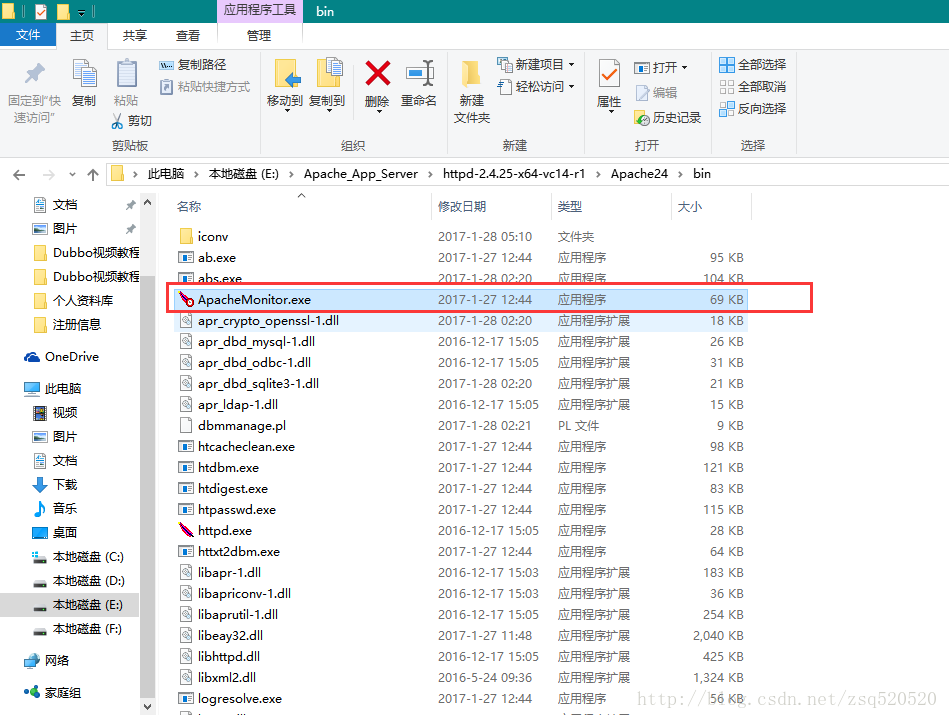 应用程序工具 bin
文件 主页 共享 查看 管理
固定到“快速访问”
复制
粘贴
复制路径
粘贴快捷方式
剪切
移动到
复制到
删除
重命名
新建文件夹
新建项目
轻松访问
属性
打开
编辑
历史记录
全部选择
全部取消
反向选择
剪贴板 组织 新建 打开 选择
此电脑 › 本地磁盘 (E:) › Apache_App_Server › httpd-2.4.25-x64-vc14-r1 › Apache24 › bin
文档
图片
Dubbo视频教程
Dubbo视频教程
个人资料库
注册信息
OneDrive
此电脑
视频
图片
文档
下载
音乐
桌面
本地磁盘 (C:)
本地磁盘 (D:)
本地磁盘 (E:)
本地磁盘 (F:)
网络
家庭组
名称 修改日期 类型 大小
iconv 2017-1-28 05:10 文件夹
ab.exe 2017-1-27 12:44 应用程序 95 KB
abs.exe 2017-1-28 02:20 应用程序 104 KB
ApacheMonitor.exe 2017-1-27 12:44 应用程序 69 KB
apr_crypto_openssl-1.dll 2017-1-28 02:20 应用程序扩展 18 KB
apr_dbd_mysql-1.dll 2016-12-17 15:05 应用程序扩展 26 KB
apr_dbd_odbc-1.dll 2016-12-17 15:05 应用程序扩展 31 KB
apr_dbd_sqlite3-1.dll 2017-1-28 02:20 应用程序扩展 21 KB
apr_ldap-1.dll 2016-12-17 15:05 应用程序扩展 15 KB
dbmmanage.pl 2017-1-28 02:21 PL 文件 9 KB
htcacheclean.exe 2017-1-27 12:44 应用程序 98 KB
htdbm.exe 2017-1-27 12:44 应用程序 121 KB
htdigest.exe 2017-1-27 12:44 应用程序 83 KB
htpasswd.exe 2017-1-27 12:44 应用程序 115 KB
httpd.exe 2016-12-17 15:05 应用程序 28 KB
httxt2dbm.exe 2017-1-27 12:44 应用程序 64 KB
libapr-1.dll 2016-12-17 15:03 应用程序扩展 183 KB
libapriconv-1.dll 2016-12-17 15:03 应用程序扩展 36 KB
libaprutil-1.dll 2016-12-17 15:05 应用程序扩展 254 KB
libeay32.dll 2017-1-27 11:48 应用程序扩展 2,040 KB
libhttpd.dll 2016-12-17 15:05 应用程序扩展 425 KB
libxml2.dll 2016-5-24 09:36 应用程序扩展 1,324 KB
logresolve.exe 2017-1-27 12:44 应用程序 56 KB
http://blog.csdn.net/zsq520520